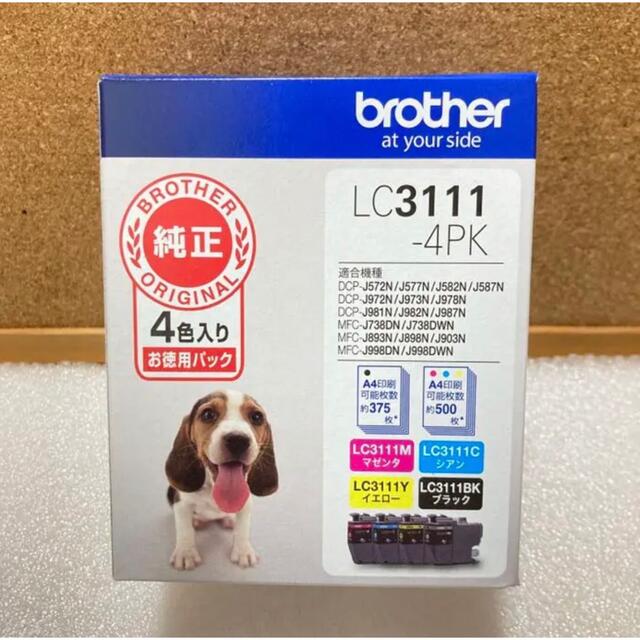 brother
at your side
BROTHER
純正
ORIGINAL
4色入り
お徳用パック
LC3111
-4PK
適合機種
DCP-J572N/J577N/J582N/J587N
DCP-J972N/J973N/J978N
DCP-J981N/J982N/J987N
MFC-J738DN/J738DWN
MFC-J893N/J898N/J903N
MFC-J998DN/J998DWN
A4印刷
可能枚数
約375
枚*
A4印刷
可能枚数
約500
枚*
LC3111M
マゼンタ
LC3111C
シアン
LC3111Y
イエロー
LC3111BK
ブラック